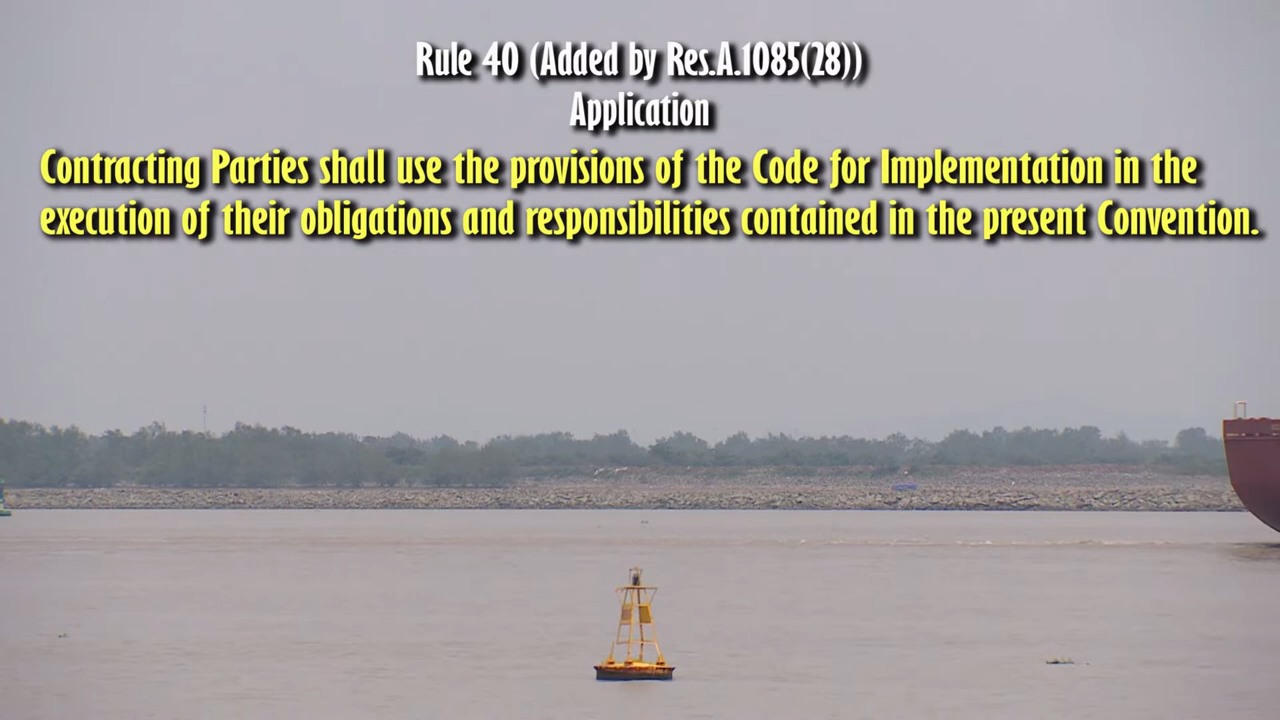 Rule 40 (Added by Res.A.1085(28))
Application
Contracting Parties shall use the provisions of the Code for Implementation in the
execution of their obligations and responsibilities contained in the present Convention.